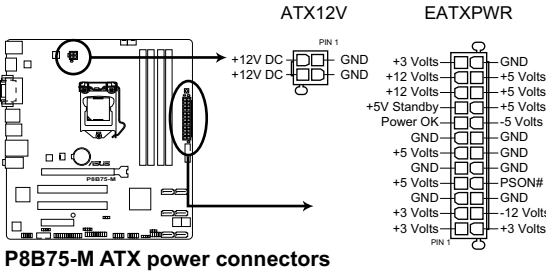 ATX12V
EATXPWR
PIN 1
+12V DC
GND
+12V DC
GND
+3 Volts
GND
+12 Volts
+5 Volts
+12 Volts
+5 Volts
+5V Standby
+5 Volts
Power OK
-5 Volts
GND
GND
+5 Volts
GND
GND
GND
+5 Volts
PSON#
GND
GND
+3 Volts
-12 Volts
+3 Volts
+3 Volts
PIN 1
/SUS
P8B75-M
P8B75-M ATX power connectors